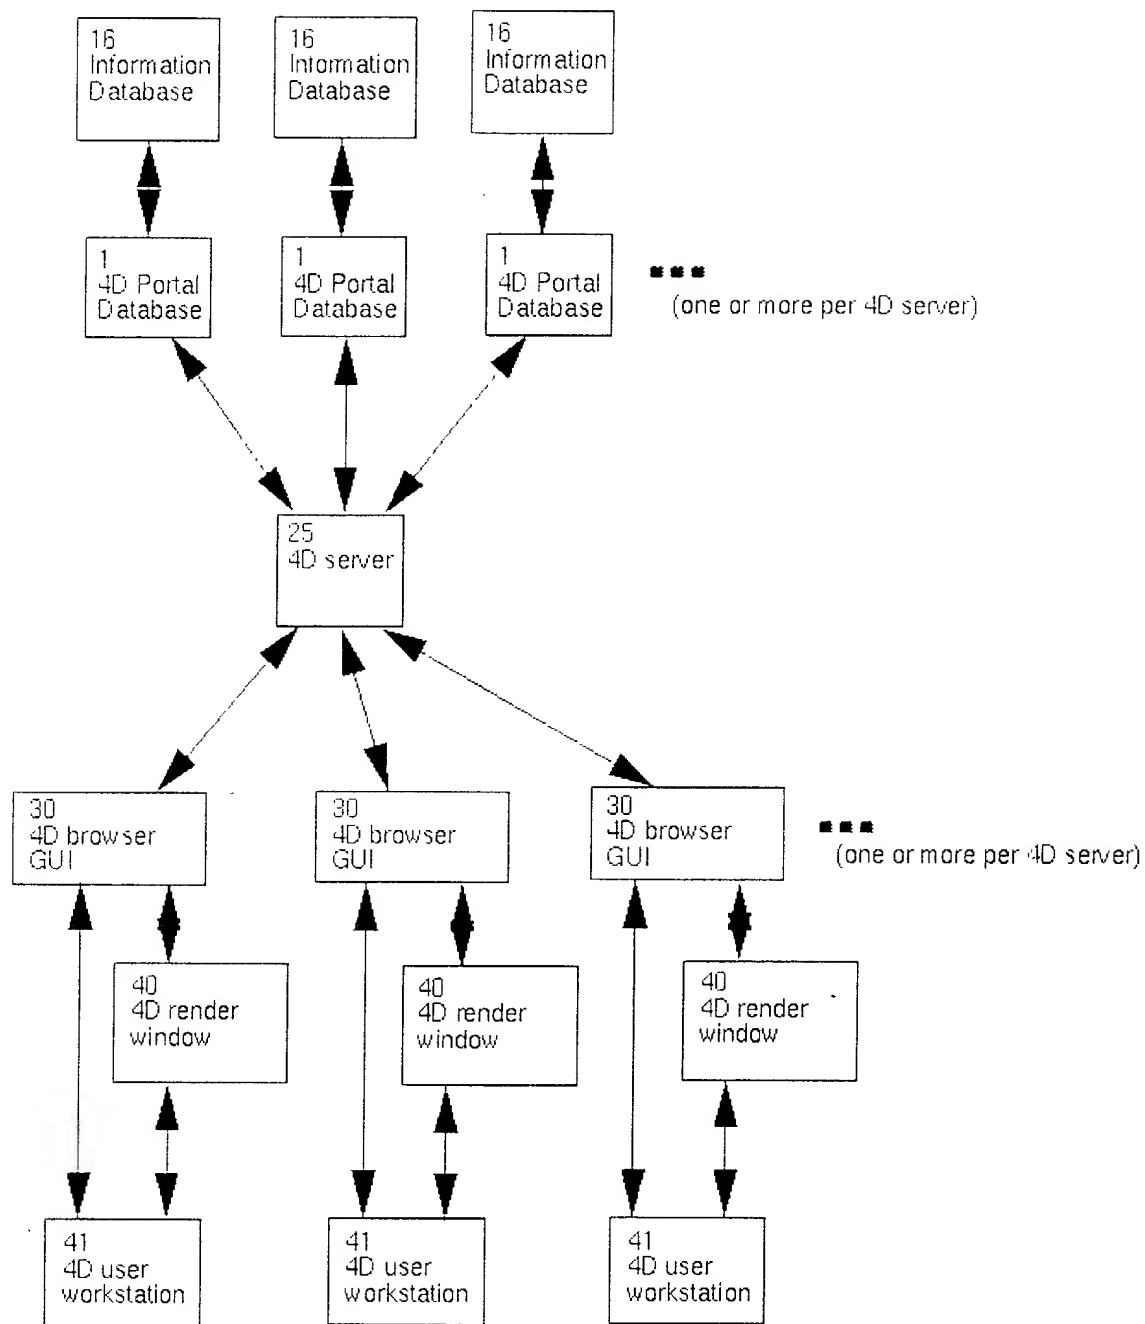 16
Information
Database
16
Information
Database
16
Information
Database
1
4D Portal
Database
1
4D Portal
Database
1
4D Portal
Database
(one or more per 4D server)
25
4D server
30
4D browser
GUI
30
4D browser
GUI
30
4D browser
GUI
(one or more per 4D server)
40
4D render
window
40
4D render
window
40
4D render
window
41
4D user
workstation
41
4D user
workstation
41
4D user
workstation